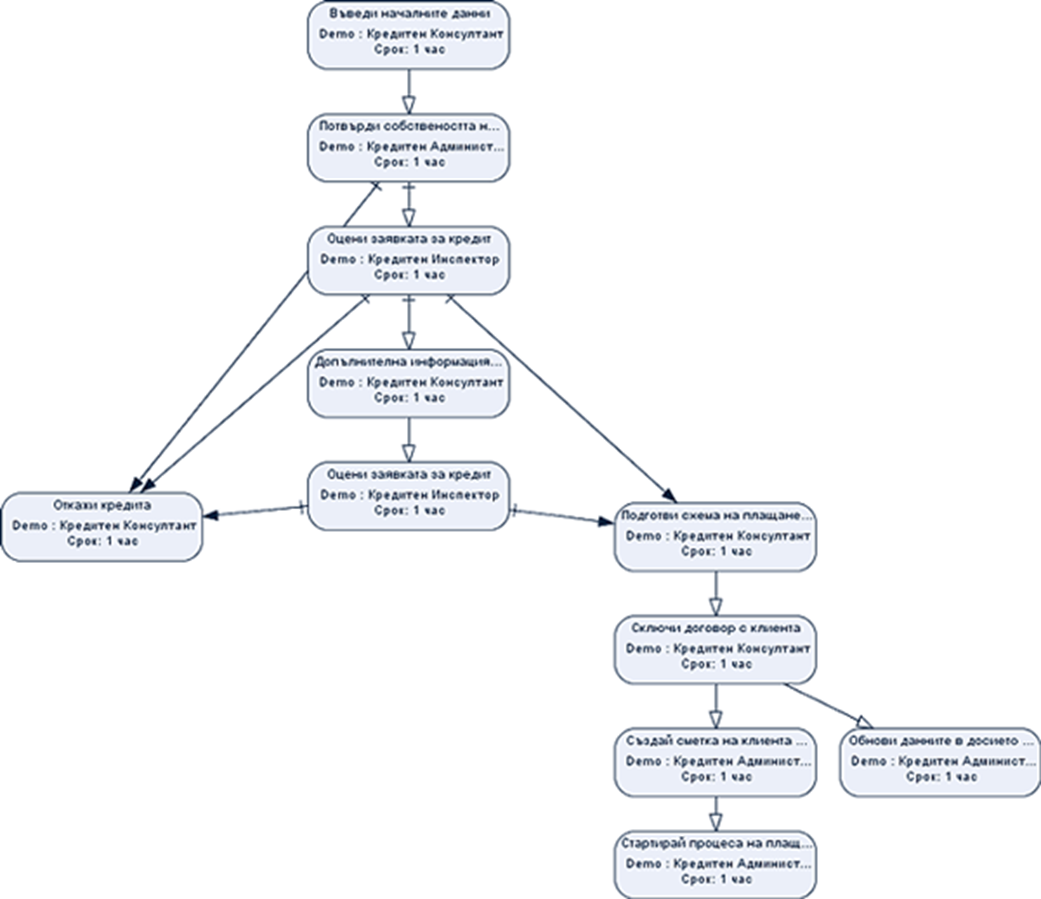 Въведи началните данни
Demo : Кредитен Консултант
Срок: 1 час
Потвърди собствеността н...
Demo : Кредитен Админист...
Срок: 1 час
Оцени заявката за кредит
Demo : Кредитен Инспектор
Срок: 1 час
Допълнителна информация...
Demo : Кредитен Консултант
Срок: 1 час
Оцени заявката за кредит
Demo : Кредитен Инспектор
Срок: 1 час
Откажи кредита
Demo : Кредитен Консултант
Срок: 1 час
Подготви схема на плащане...
Demo : Кредитен Консултант
Срок: 1 час
Сключи договор с клиента
Demo : Кредитен Консултант
Срок: 1 час
Създай сметка на клиента ...
Demo : Кредитен Админист...
Срок: 1 час
Обнови данните в досието ...
Demo : Кредитен Админист...
Срок: 1 час
Стартирай процеса на плащ...
Demo : Кредитен Админист...
Срок: 1 час